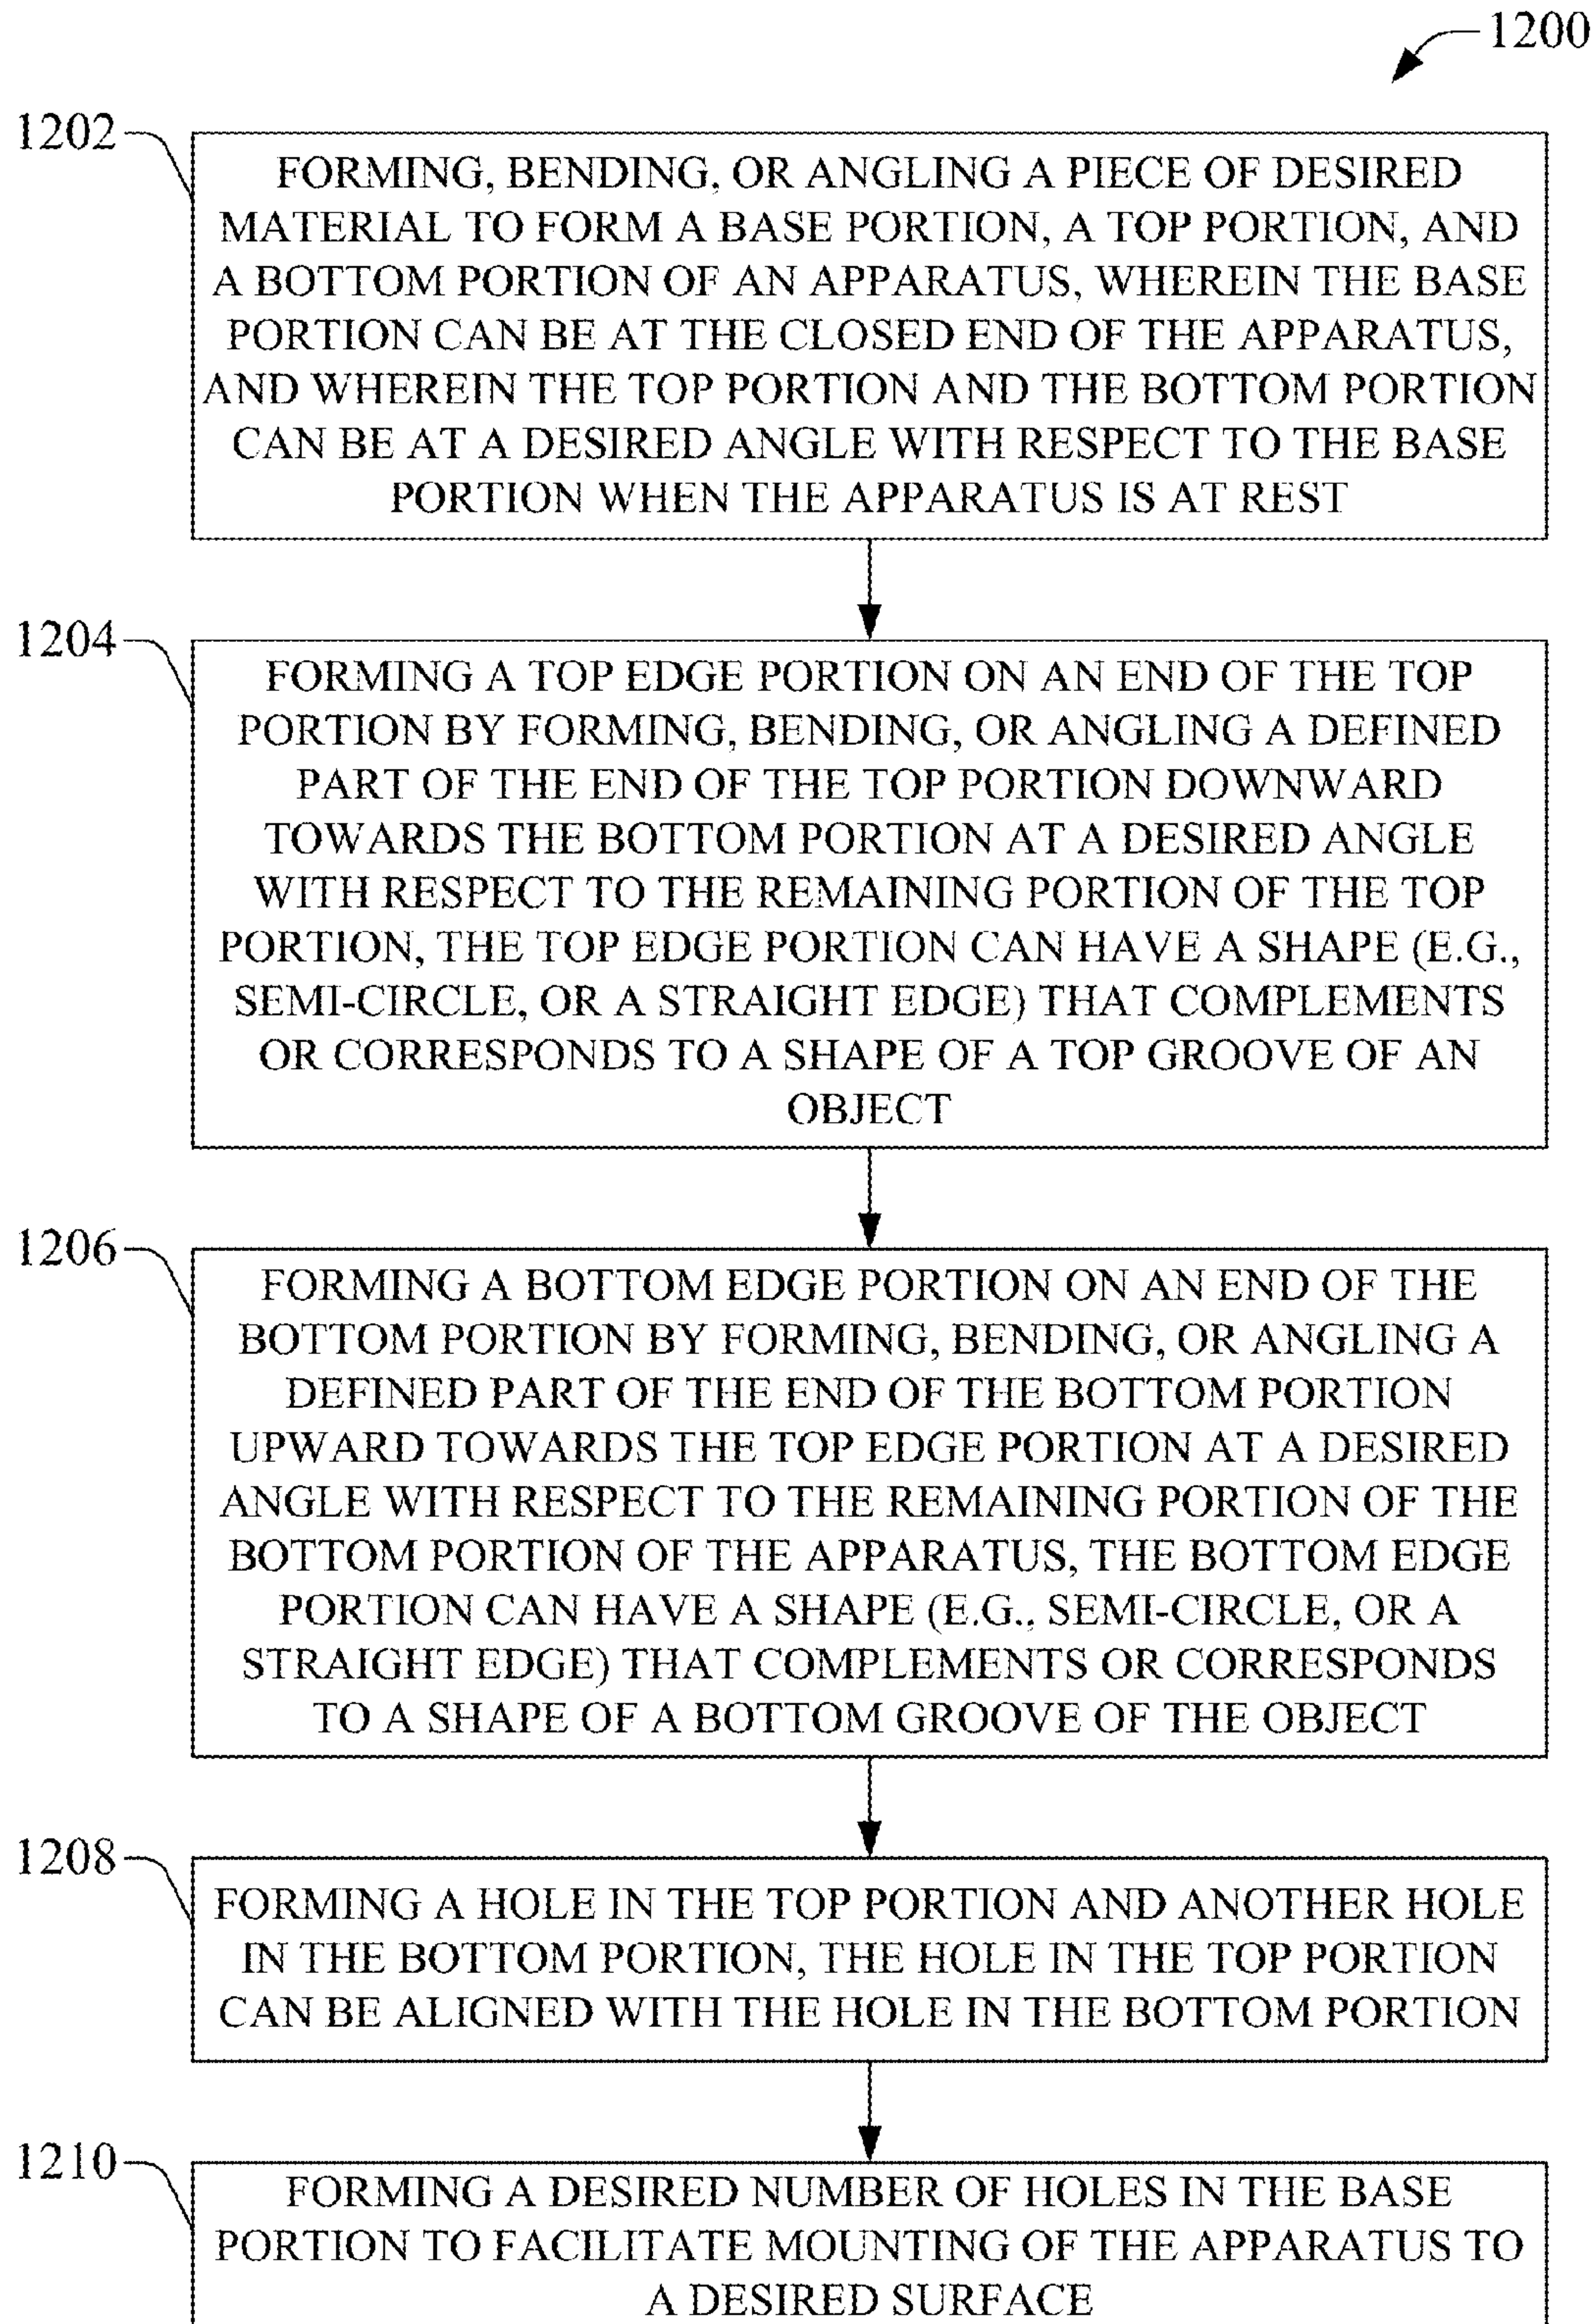 1200
1202
FORMING, BENDING, OR ANGLING A PIECE OF DESIRED
MATERIAL TO FORM A BASE PORTION, A TOP PORTION, AND
A BOTTOM PORTION OF AN APPARATUS, WHEREIN THE BASE
PORTION CAN BE AT THE CLOSED END OF THE APPARATUS,
AND WHEREIN THE TOP PORTION AND THE BOTTOM PORTION
CAN BE AT A DESIRED ANGLE WITH RESPECT TO THE BASE
PORTION WHEN THE APPARATUS IS AT REST
1204
FORMING A TOP EDGE PORTION ON AN END OF THE TOP
PORTION BY FORMING, BENDING, OR ANGLING A DEFINED
PART OF THE END OF THE TOP PORTION DOWNWARD
TOWARDS THE BOTTOM PORTION AT A DESIRED ANGLE
WITH RESPECT TO THE REMAINING PORTION OF THE TOP
PORTION, THE TOP EDGE PORTION CAN HAVE A SHAPE (E.G.,
SEMI-CIRCLE, OR A STRAIGHT EDGE) THAT COMPLEMENTS
OR CORRESPONDS TO A SHAPE OF A TOP GROOVE OF AN
OBJECT
1206
FORMING A BOTTOM EDGE PORTION ON AN END OF THE
BOTTOM PORTION BY FORMING, BENDING, OR ANGLING A
DEFINED PART OF THE END OF THE BOTTOM PORTION
UPWARD TOWARDS THE TOP EDGE PORTION AT A DESIRED
ANGLE WITH RESPECT TO THE REMAINING PORTION OF THE
BOTTOM PORTION OF THE APPARATUS, THE BOTTOM EDGE
PORTION CAN HAVE A SHAPE (E.G., SEMI-CIRCLE, OR A
STRAIGHT EDGE) THAT COMPLEMENTS OR CORRESPONDS
TO A SHAPE OF A BOTTOM GROOVE OF THE OBJECT
1208
FORMING A HOLE IN THE TOP PORTION AND ANOTHER HOLE
IN THE BOTTOM PORTION, THE HOLE IN THE TOP PORTION
CAN BE ALIGNED WITH THE HOLE IN THE BOTTOM PORTION
1210
FORMING A DESIRED NUMBER OF HOLES IN THE BASE
PORTION TO FACILITATE MOUNTING OF THE APPARATUS TO
A DESIRED SURFACE